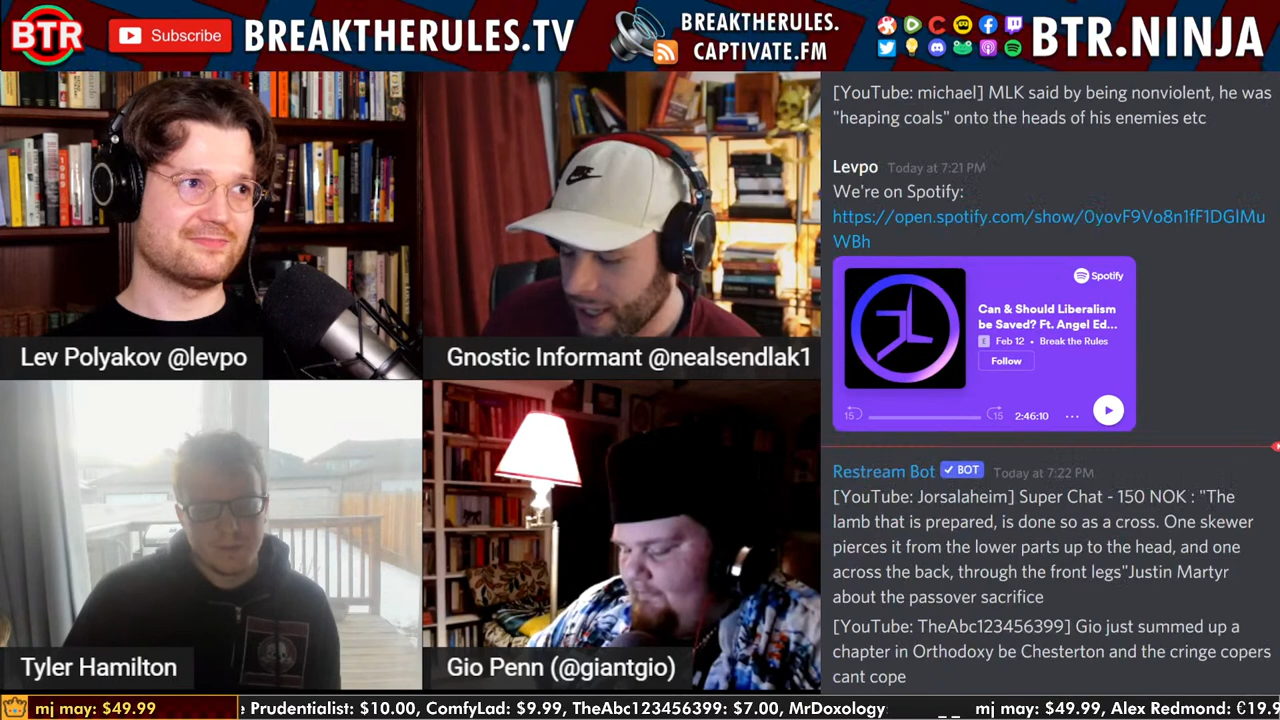 BTR
Subscribe
BREAKTHERULES.TV
BREAKTHERULES.
CAPTIVATE.FM
BTR.NINJA
Lev Polyakov @levpo
Gnostic Informant @nealsendlak1
Tyler Hamilton
Gio Penn (@giantgio)
[YouTube: michael] MLK said by being nonviolent, he was
"heaping coals" onto the heads of his enemies etc
Levpo Today at 7:21 PM
We're on Spotify:
https://open.spotify.com/show/0yovF9Vo8n1fF1DGlMu
WBh
Spotify
Can & Should Liberalism
be Saved? Ft. Angel Ed...
E Feb 12 • Break the Rules
Follow
15 15 2:46:10 ...
Restream Bot ✓ BOT Today at 7:22 PM
[YouTube: Jorsalaheim] Super Chat - 150 NOK : "The
lamb that is prepared, is done so as a cross. One skewer
pierces it from the lower parts up to the head, and one
across the back, through the front legs"Justin Martyr
about the passover sacrifice
[YouTube: TheAbc123456399] Gio just summed up a
chapter in Orthodoxy be Chesterton and the cringe copers
cant cope
mj may: $49.99 e Prudentialist: $10.00, ComfyLad: $9.99, TheAbc123456399: $7.00, MrDoxology _ _ mj may: $49.99, Alex Redmond: €19.9